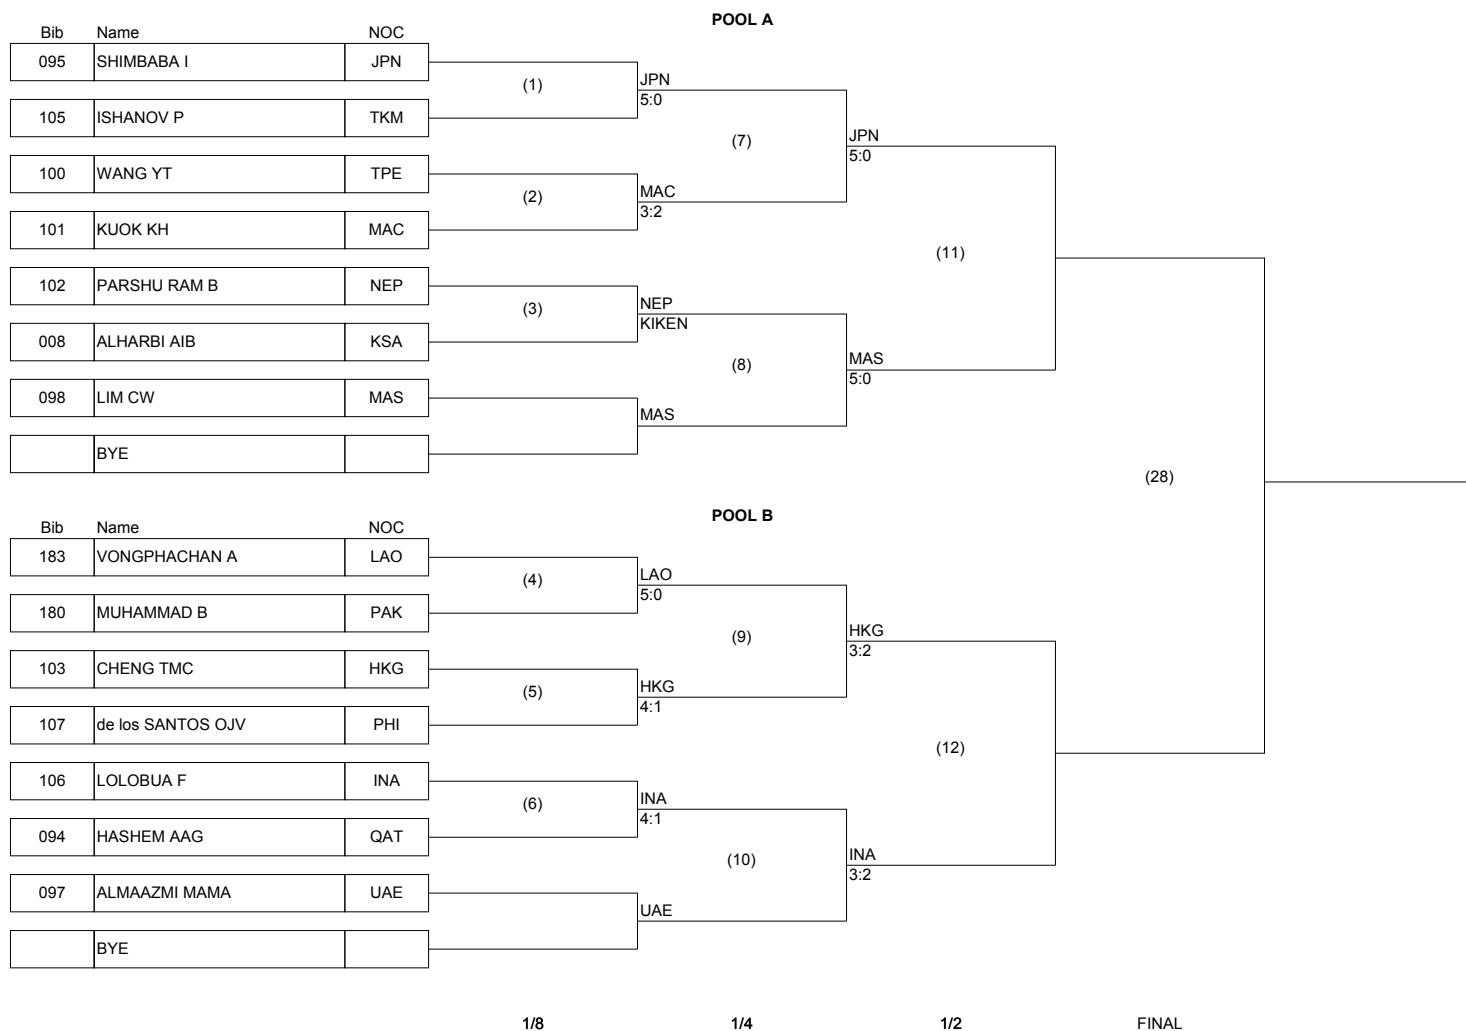 POOL A
Bib Name NOC
095 SHIMBABA I JPN
(1)
JPN
5:0
105 ISHANOV P TKM
(7)
JPN
5:0
100 WANG YT TPE
(2)
MAC
3:2
101 KUOK KH MAC
(11)
102 PARSHU RAM B NEP
(3)
NEP
KIKEN
008 ALHARBI AIB KSA
(8)
MAS
5:0
098 LIM CW MAS
MAS
BYE
(28)
POOL B
Bib Name NOC
183 VONGPHACHAN A LAO
(4)
LAO
5:0
180 MUHAMMAD B PAK
(9)
HKG
3:2
103 CHENG TMC HKG
(5)
HKG
4:1
107 de los SANTOS OJV PHI
(12)
106 LOLOBUA F INA
(6)
INA
4:1
094 HASHEM AAG QAT
(10)
INA
3:2
097 ALMAAZMI MAMA UAE
UAE
BYE
1/8 1/4 1/2 FINAL